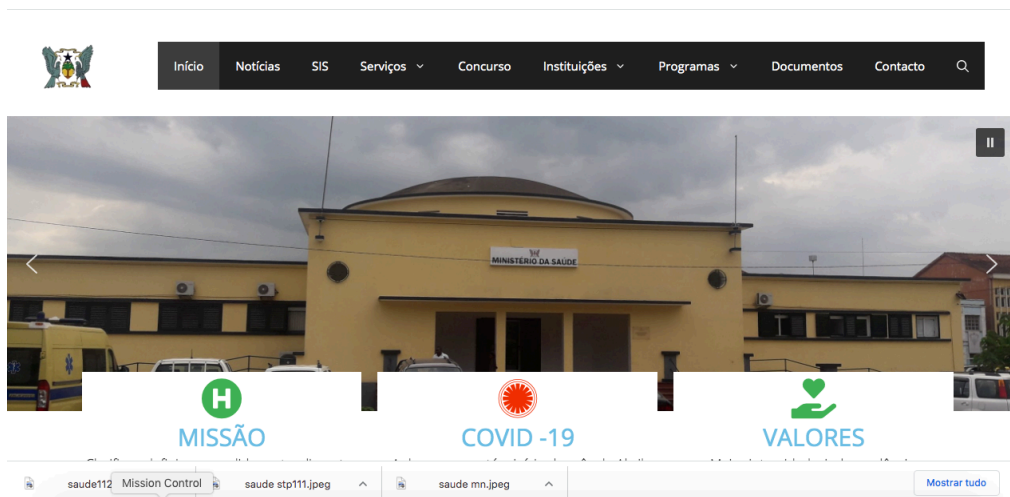 Início Notícias SIS Serviços Concurso Instituições Programas Documentos Contacto
MINISTÉRIO DA SAÚDE
H
MISSÃO COVID -19 VALORES
saude112 Mission Control saude stp111.jpeg saude mn.jpeg Mostrar tudo